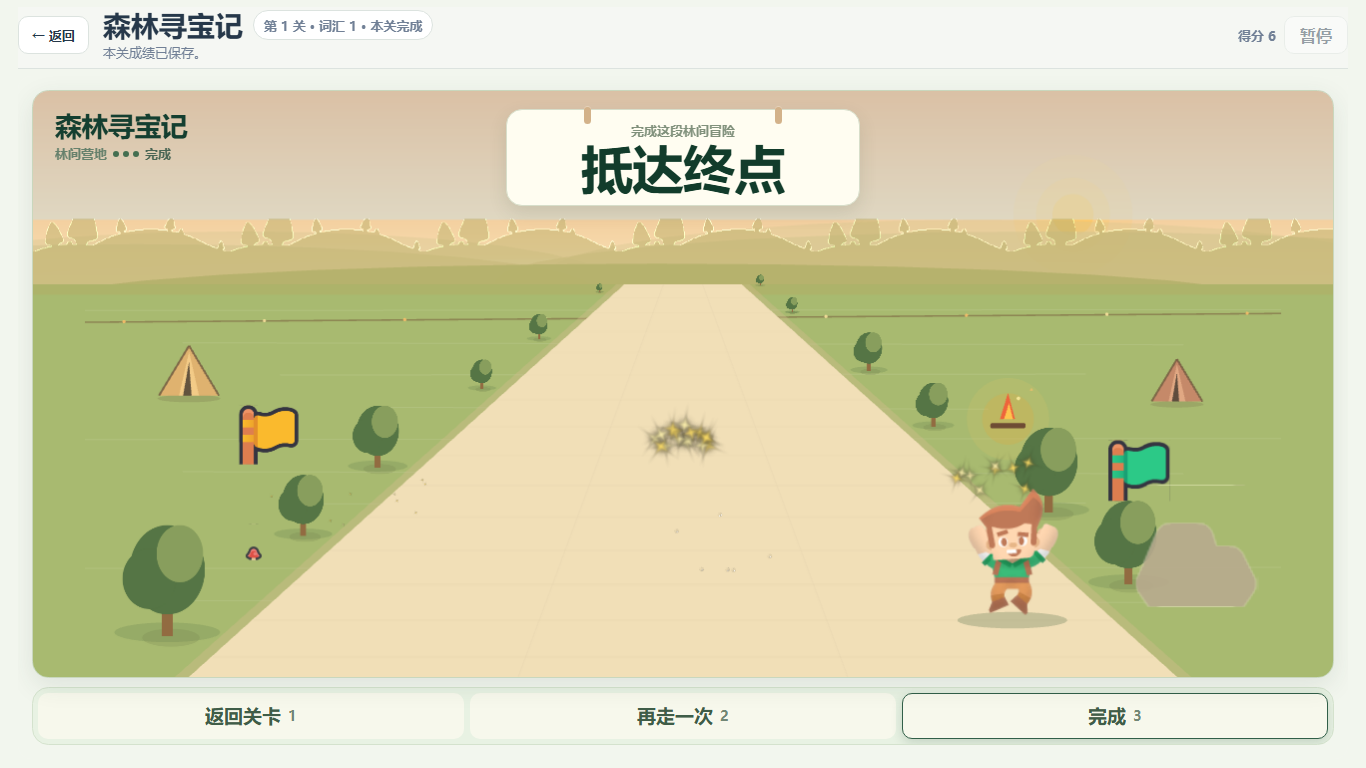 ← 返回
森林寻宝记
第 1 关 • 词汇 1 • 本关完成
本关成绩已保存。
得分 6
暂停
森林寻宝记
林间营地 ●●● 完成
完成这段林间冒险
抵达终点
返回关卡 1
再走一次 2
完成 3